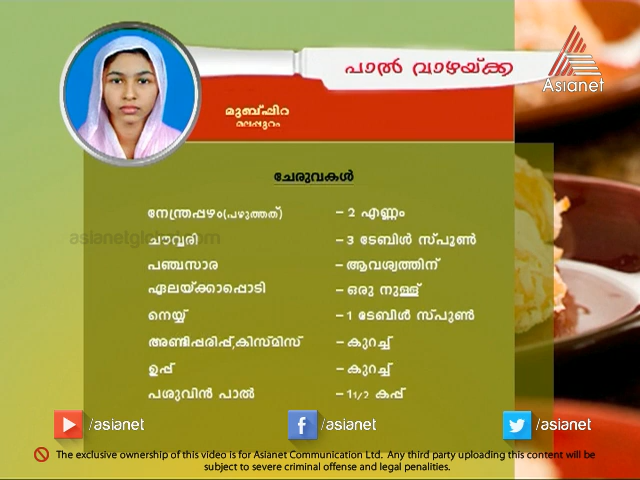 പാൽ വാഴയ്ക്ക
Asianet
മുബ്ഷിറ
മലപ്പുറം
ചേരുവകൾ
നേന്ത്രപ്പഴം(പഴുത്തത്) – 2 എണ്ണം
asianetglobal.com
ചൗവ്വരി – 3 ടേബിൾ സ്പൂൺ
പഞ്ചസാര – ആവശ്യത്തിന്
ഏലയ്ക്കാപ്പൊടി – ഒരു നുള്ള്
നെയ്യ് – 1 ടേബിൾ സ്പൂൺ
അണ്ടിപ്പരിപ്പ്,കിസ്മിസ് – കുറച്ച്
ഉപ്പ് – കുറച്ച്
പശുവിൻ പാൽ – 1 1/2 കപ്പ്
/asianet /asianet /asianet
The exclusive ownership of this video is for Asianet Communication Ltd. Any third party uploading this content will be
subject to severe criminal offense and legal penalities.